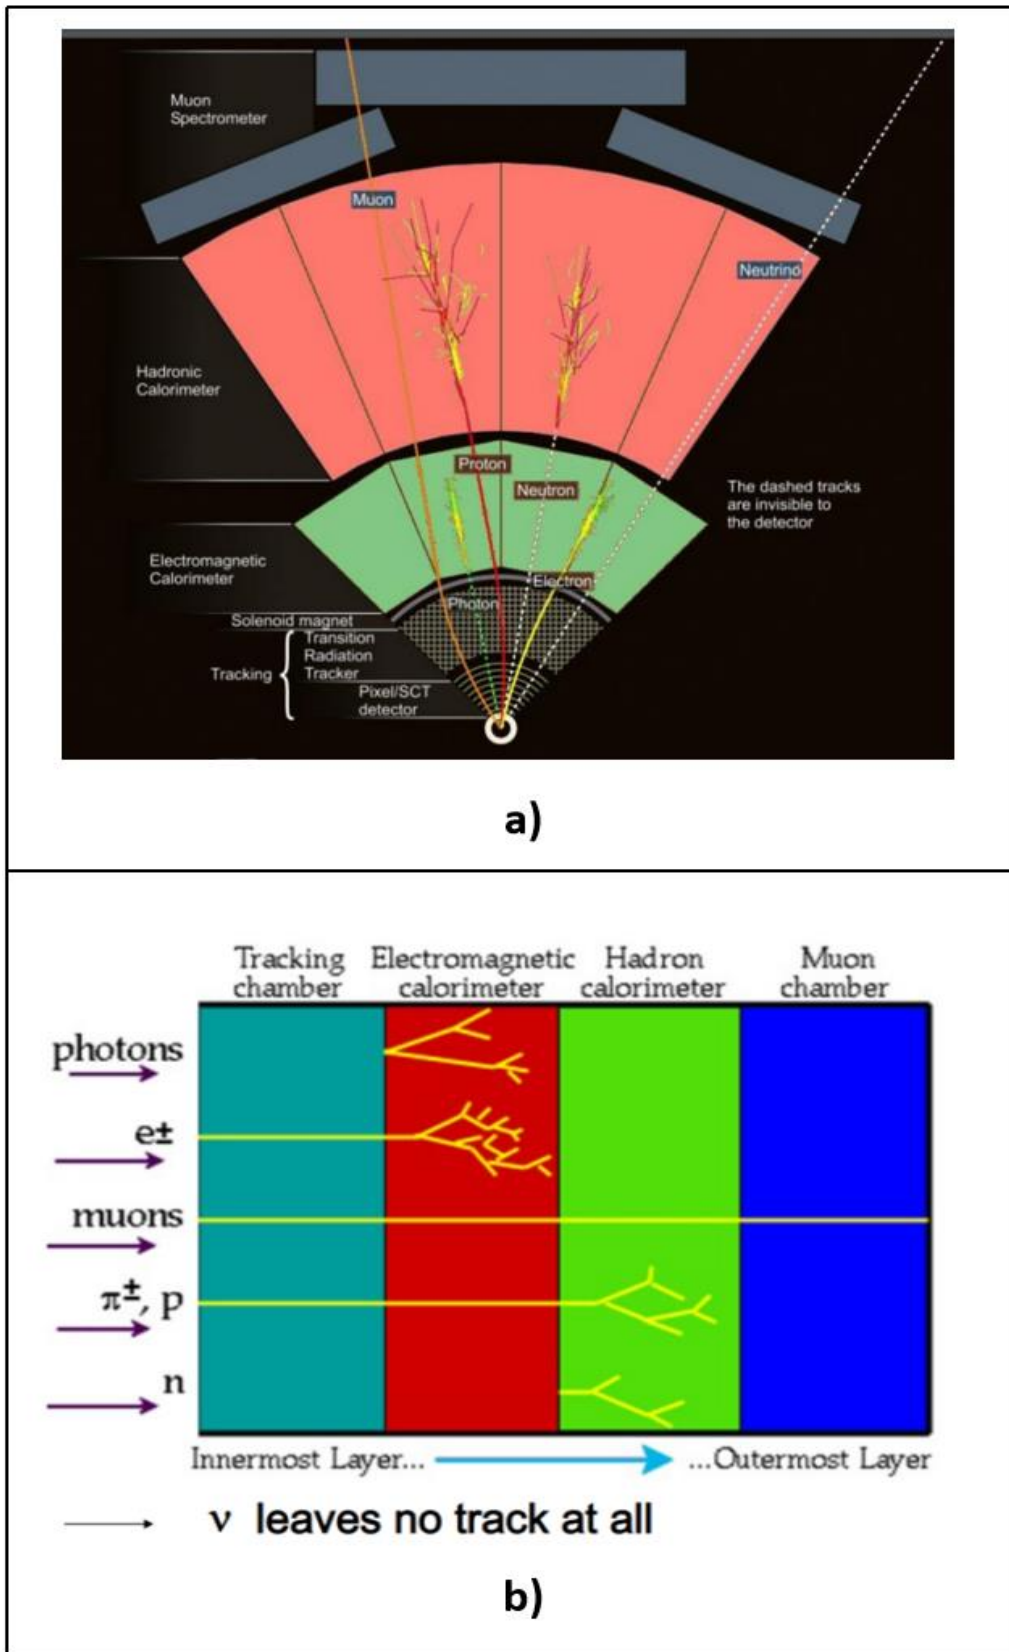 Muon
Spectrometer
Muon
Neutrino
Hadronic
Calorimeter
Proton
Neutron
The dashed tracks
are invisible to
the detector
Electromagnetic
Calorimeter
Electron
Photon
Solenoid magnet
Transition
Radiation
Tracker
Tracking
Pixel/SCT
detector
a)
Tracking
chamber
Electromagnetic
calorimeter
Hadron
calorimeter
Muon
chamber
photons
e±
muons
π±, p
n
Innermost Layer...
...Outermost Layer
ν leaves no track at all
b)